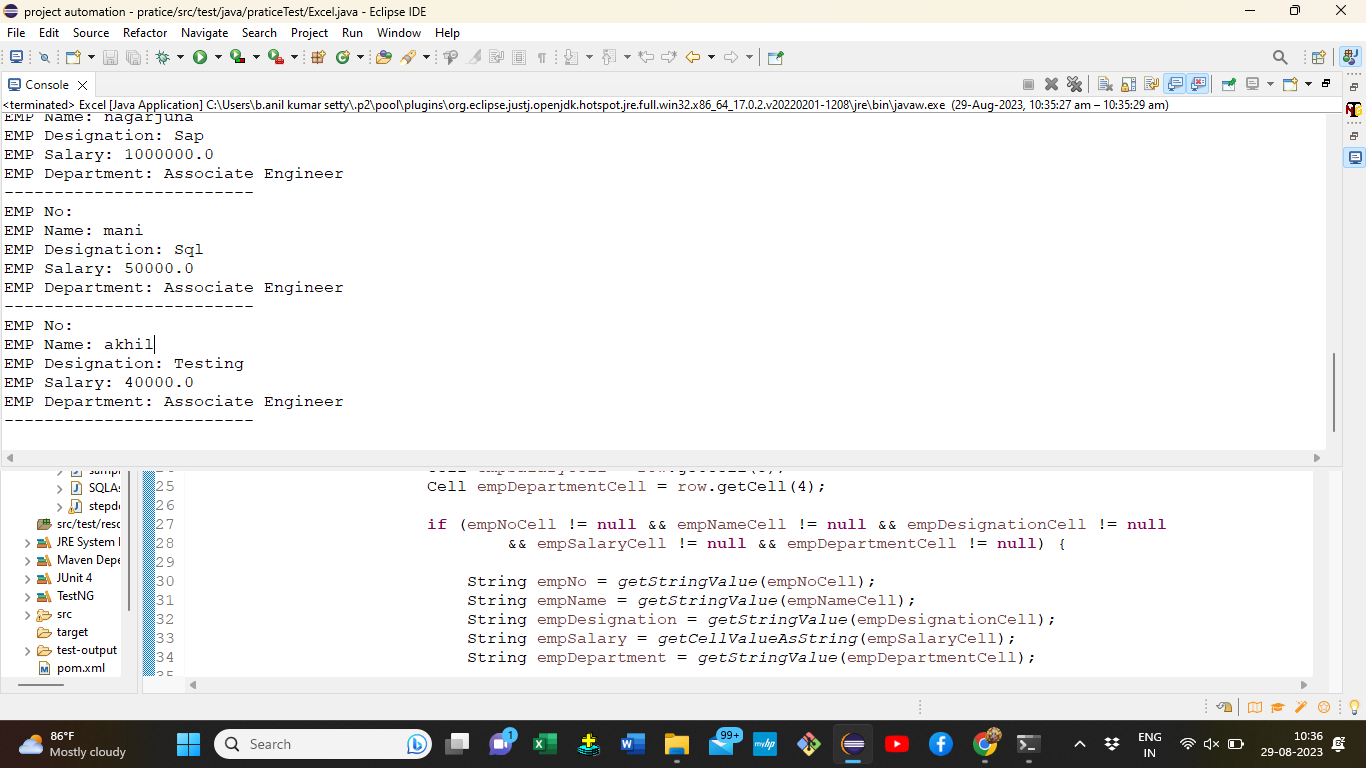 project automation - pratice/src/test/java/praticeTest/Excel.java - Eclipse IDE
File Edit Source Refactor Navigate Search Project Run Window Help
Console
<terminated> Excel [Java Application] C:\Users\b.anil kumar setty\.p2\pool\plugins\org.eclipse.justj.openjdk.hotspot.jre.full.win32.x86_64_17.0.2.v20220201-1208\jre\bin\javaw.exe (29-Aug-2023, 10:35:27 am – 10:35:29 am)
EMP Name: nagarjuna
EMP Designation: Sap
EMP Salary: 1000000.0
EMP Department: Associate Engineer
-------------------------
EMP No:
EMP Name: mani
EMP Designation: Sql
EMP Salary: 50000.0
EMP Department: Associate Engineer
-------------------------
EMP No:
EMP Name: akhil
EMP Designation: Testing
EMP Salary: 40000.0
EMP Department: Associate Engineer
-------------------------
SQLAs
stepde
src/test/resc
JRE System L
Maven Depe
JUnit 4
TestNG
src
target
test-output
pom.xml
25 Cell empDepartmentCell = row.getCell(4);
26
27 if (empNoCell != null && empNameCell != null && empDesignationCell != null
28 && empSalaryCell != null && empDepartmentCell != null) {
29
30 String empNo = getStringValue(empNoCell);
31 String empName = getStringValue(empNameCell);
32 String empDesignation = getStringValue(empDesignationCell);
33 String empSalary = getCellValueAsString(empSalaryCell);
34 String empDepartment = getStringValue(empDepartmentCell);
86°F
Mostly cloudy
Search
1
99+
myhp
ENG
IN
10:36
29-08-2023